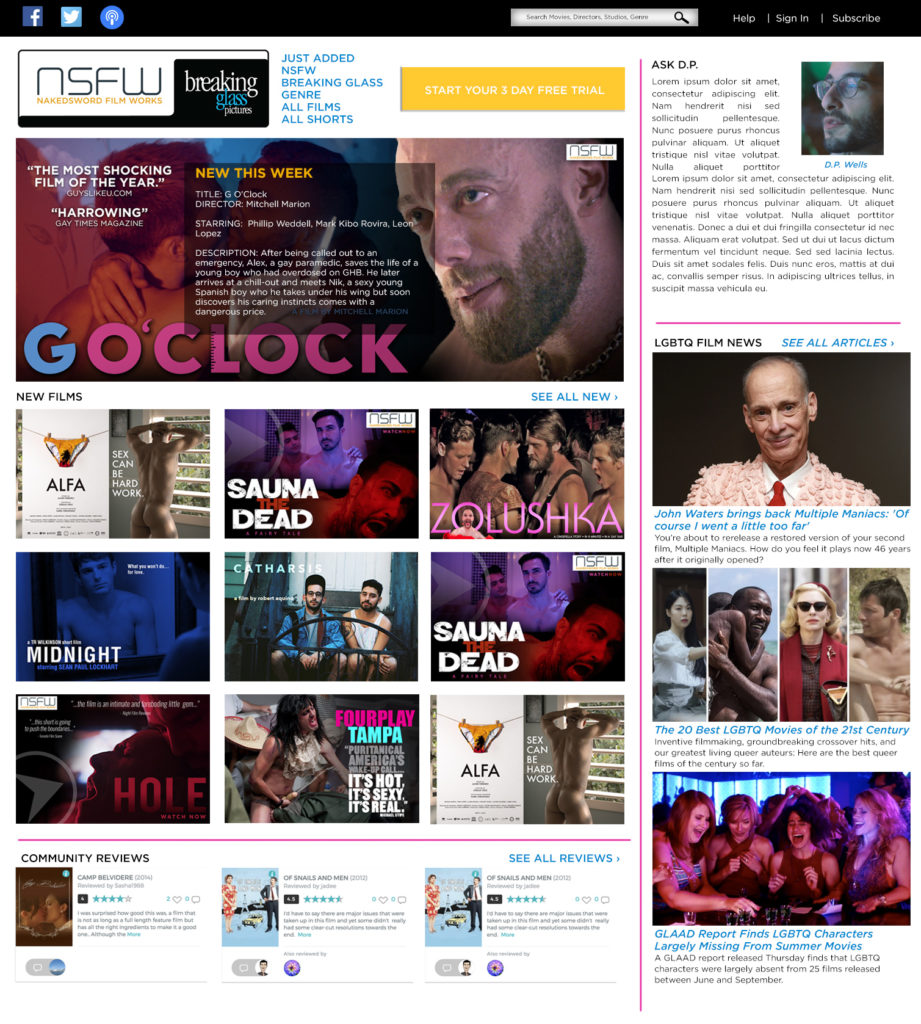 Search Movies, Directors, Studios, Genre
Help | Sign In | Subscribe
NSFW
NAKEDSWORD FILM WORKS
breaking
glass
pictures
JUST ADDED
NSFW
BREAKING GLASS
GENRE
ALL FILMS
ALL SHORTS
START YOUR 3 DAY FREE TRIAL
"THE MOST SHOCKING
FILM OF THE YEAR."
GUYSLIKEU.COM
"HARROWING"
GAY TIMES MAGAZINE
NEW THIS WEEK
TITLE: G O'Clock
DIRECTOR: Mitchell Marion
STARRING: Phillip Weddell, Mark Kibo Rovira, Leon
Lopez
DESCRIPTION: After being called out to an
emergency, Alex, a gay paramedic, saves the life of a
young boy who had overdosed on GHB. He later
arrives at a chill-out and meets Nik, a sexy young
Spanish boy who he takes under his wing but soon
discovers his caring instincts comes with a
dangerous price.
A FILM BY MITCHELL MARION
G O'CLOCK
NSFW
NEW FILMS
SEE ALL NEW ›
ALFA
SEX
CAN
BE
HARD
WORK.
NSFW
WATCH NOW
SAUNA
THE
DEAD
A FAIRY TALE
ZOLUSHKA
What you won't do...
for love.
a TR WILKINSON short film
MIDNIGHT
starring SEAN PAUL LOCKHART
CATHARSIS
a film by robert aquino
NSFW
WATCH NOW
SAUNA
THE
DEAD
A FAIRY TALE
NSFW
"...the film is an intimate and foreboding little gem..."
"...this short is going
to push the boundaries..."
HOLE
WATCH NOW
FOURPLAY
TAMPA
"PURITANICAL
AMERICA'S
WAKE-UP CALL...
IT'S HOT.
IT'S SEXY.
IT'S REAL."
MICHAEL STIPE
ALFA
SEX
CAN
BE
HARD
WORK.
COMMUNITY REVIEWS
SEE ALL REVIEWS ›
CAMP BELVIDERE (2014)
Reviewed by Sasha1988
4
2 0
I was surprised how good this was, a film that
is not as long as a full length feature film but
has all the right ingredients to make it a good
one. Although the More
OF SNAILS AND MEN (2012)
Reviewed by jadee
4.5
0 0
I'd have to say there are major issues that were
taken up in this film and yet some didn't really
had some clear-cut resolutions towards the
end. More
Also reviewed by
OF SNAILS AND MEN (2012)
Reviewed by jadee
4.5
0 0
I'd have to say there are major issues that were
taken up in this film and yet some didn't really
had some clear-cut resolutions towards the
end. More
Also reviewed by
ASK D.P.
Lorem ipsum dolor sit amet,
consectetur adipiscing elit.
Nam hendrerit nisi sed
sollicitudin pellentesque.
Nunc posuere purus rhoncus
pulvinar aliquam. Ut aliquet
tristique nisl vitae volutpat.
Nulla aliquet porttitor
D.P. Wells
Lorem ipsum dolor sit amet, consectetur adipiscing elit.
Nam hendrerit nisi sed sollicitudin pellentesque. Nunc
posuere purus rhoncus pulvinar aliquam. Ut aliquet
tristique nisl vitae volutpat. Nulla aliquet porttitor
venenatis. Donec a dui et dui fringilla consectetur id nec
massa. Aliquam erat volutpat. Sed ut dui ut lacus dictum
fermentum vel tincidunt neque. Sed sed lacinia lectus.
Duis sit amet sodales felis. Duis nunc eros, mattis at dui
ac, convallis semper risus. In adipiscing ultrices tellus, in
suscipit massa vehicula eu.
LGBTQ FILM NEWS
SEE ALL ARTICLES ›
John Waters brings back Multiple Maniacs: 'Of
course I went a little too far'
You're about to rerelease a restored version of your second
film, Multiple Maniacs. How do you feel it plays now 46 years
after it originally opened?
The 20 Best LGBTQ Movies of the 21st Century
Inventive filmmaking, groundbreaking crossover hits, and
our greatest living queer auteurs: Here are the best queer
films of the century so far.
GLAAD Report Finds LGBTQ Characters
Largely Missing From Summer Movies
A GLAAD report released Thursday finds that LGBTQ
characters were largely absent from 25 films released
between June and September.